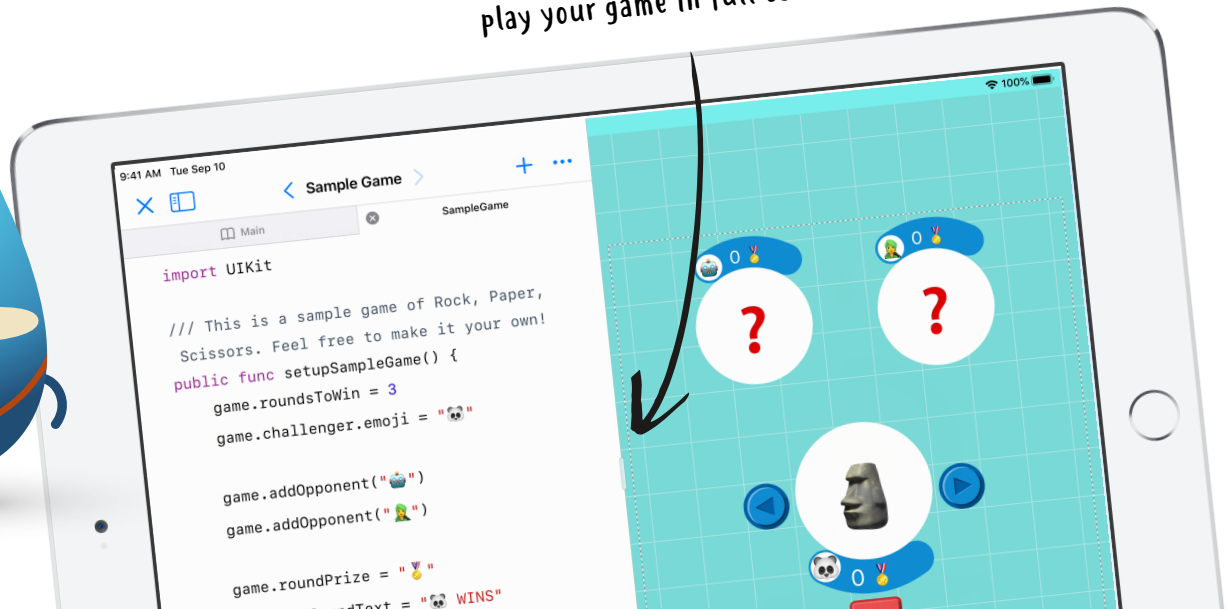 play your game in full
9:41 AM Tue Sep 10
100%
Sample Game
Main
SampleGame
import UIKit
/// This is a sample game of Rock, Paper,
Scissors. Feel free to make it your own!
public func setupSampleGame() {
game.roundsToWin = 3
game.challenger.emoji = "🐼"
game.addOpponent("🤖")
game.addOpponent("🧝‍♀️")
game.roundPrize = "🏅"
= "🐼 WINS"
0
?
0
?
0